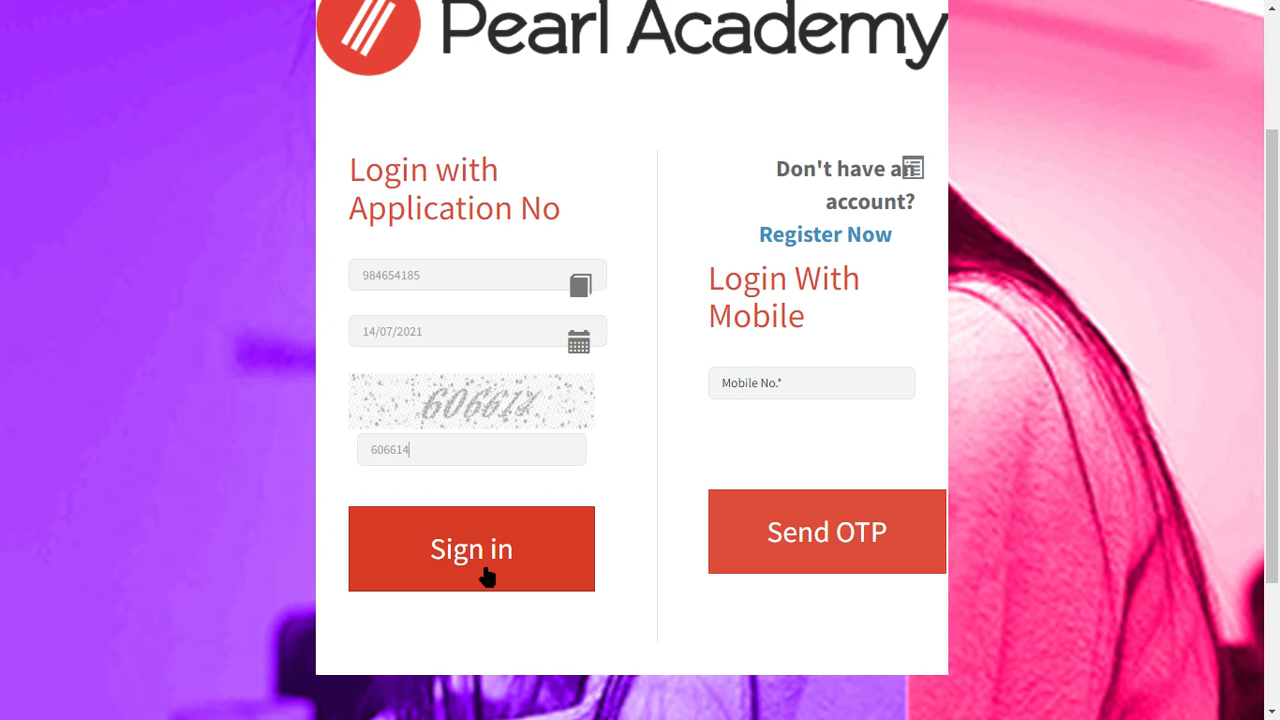 Pearl Academy
Login with
Application No
984654185
14/07/2021
606614
Sign in
Don't have an
account?
Register Now
Login With
Mobile
Mobile No.*
Send OTP